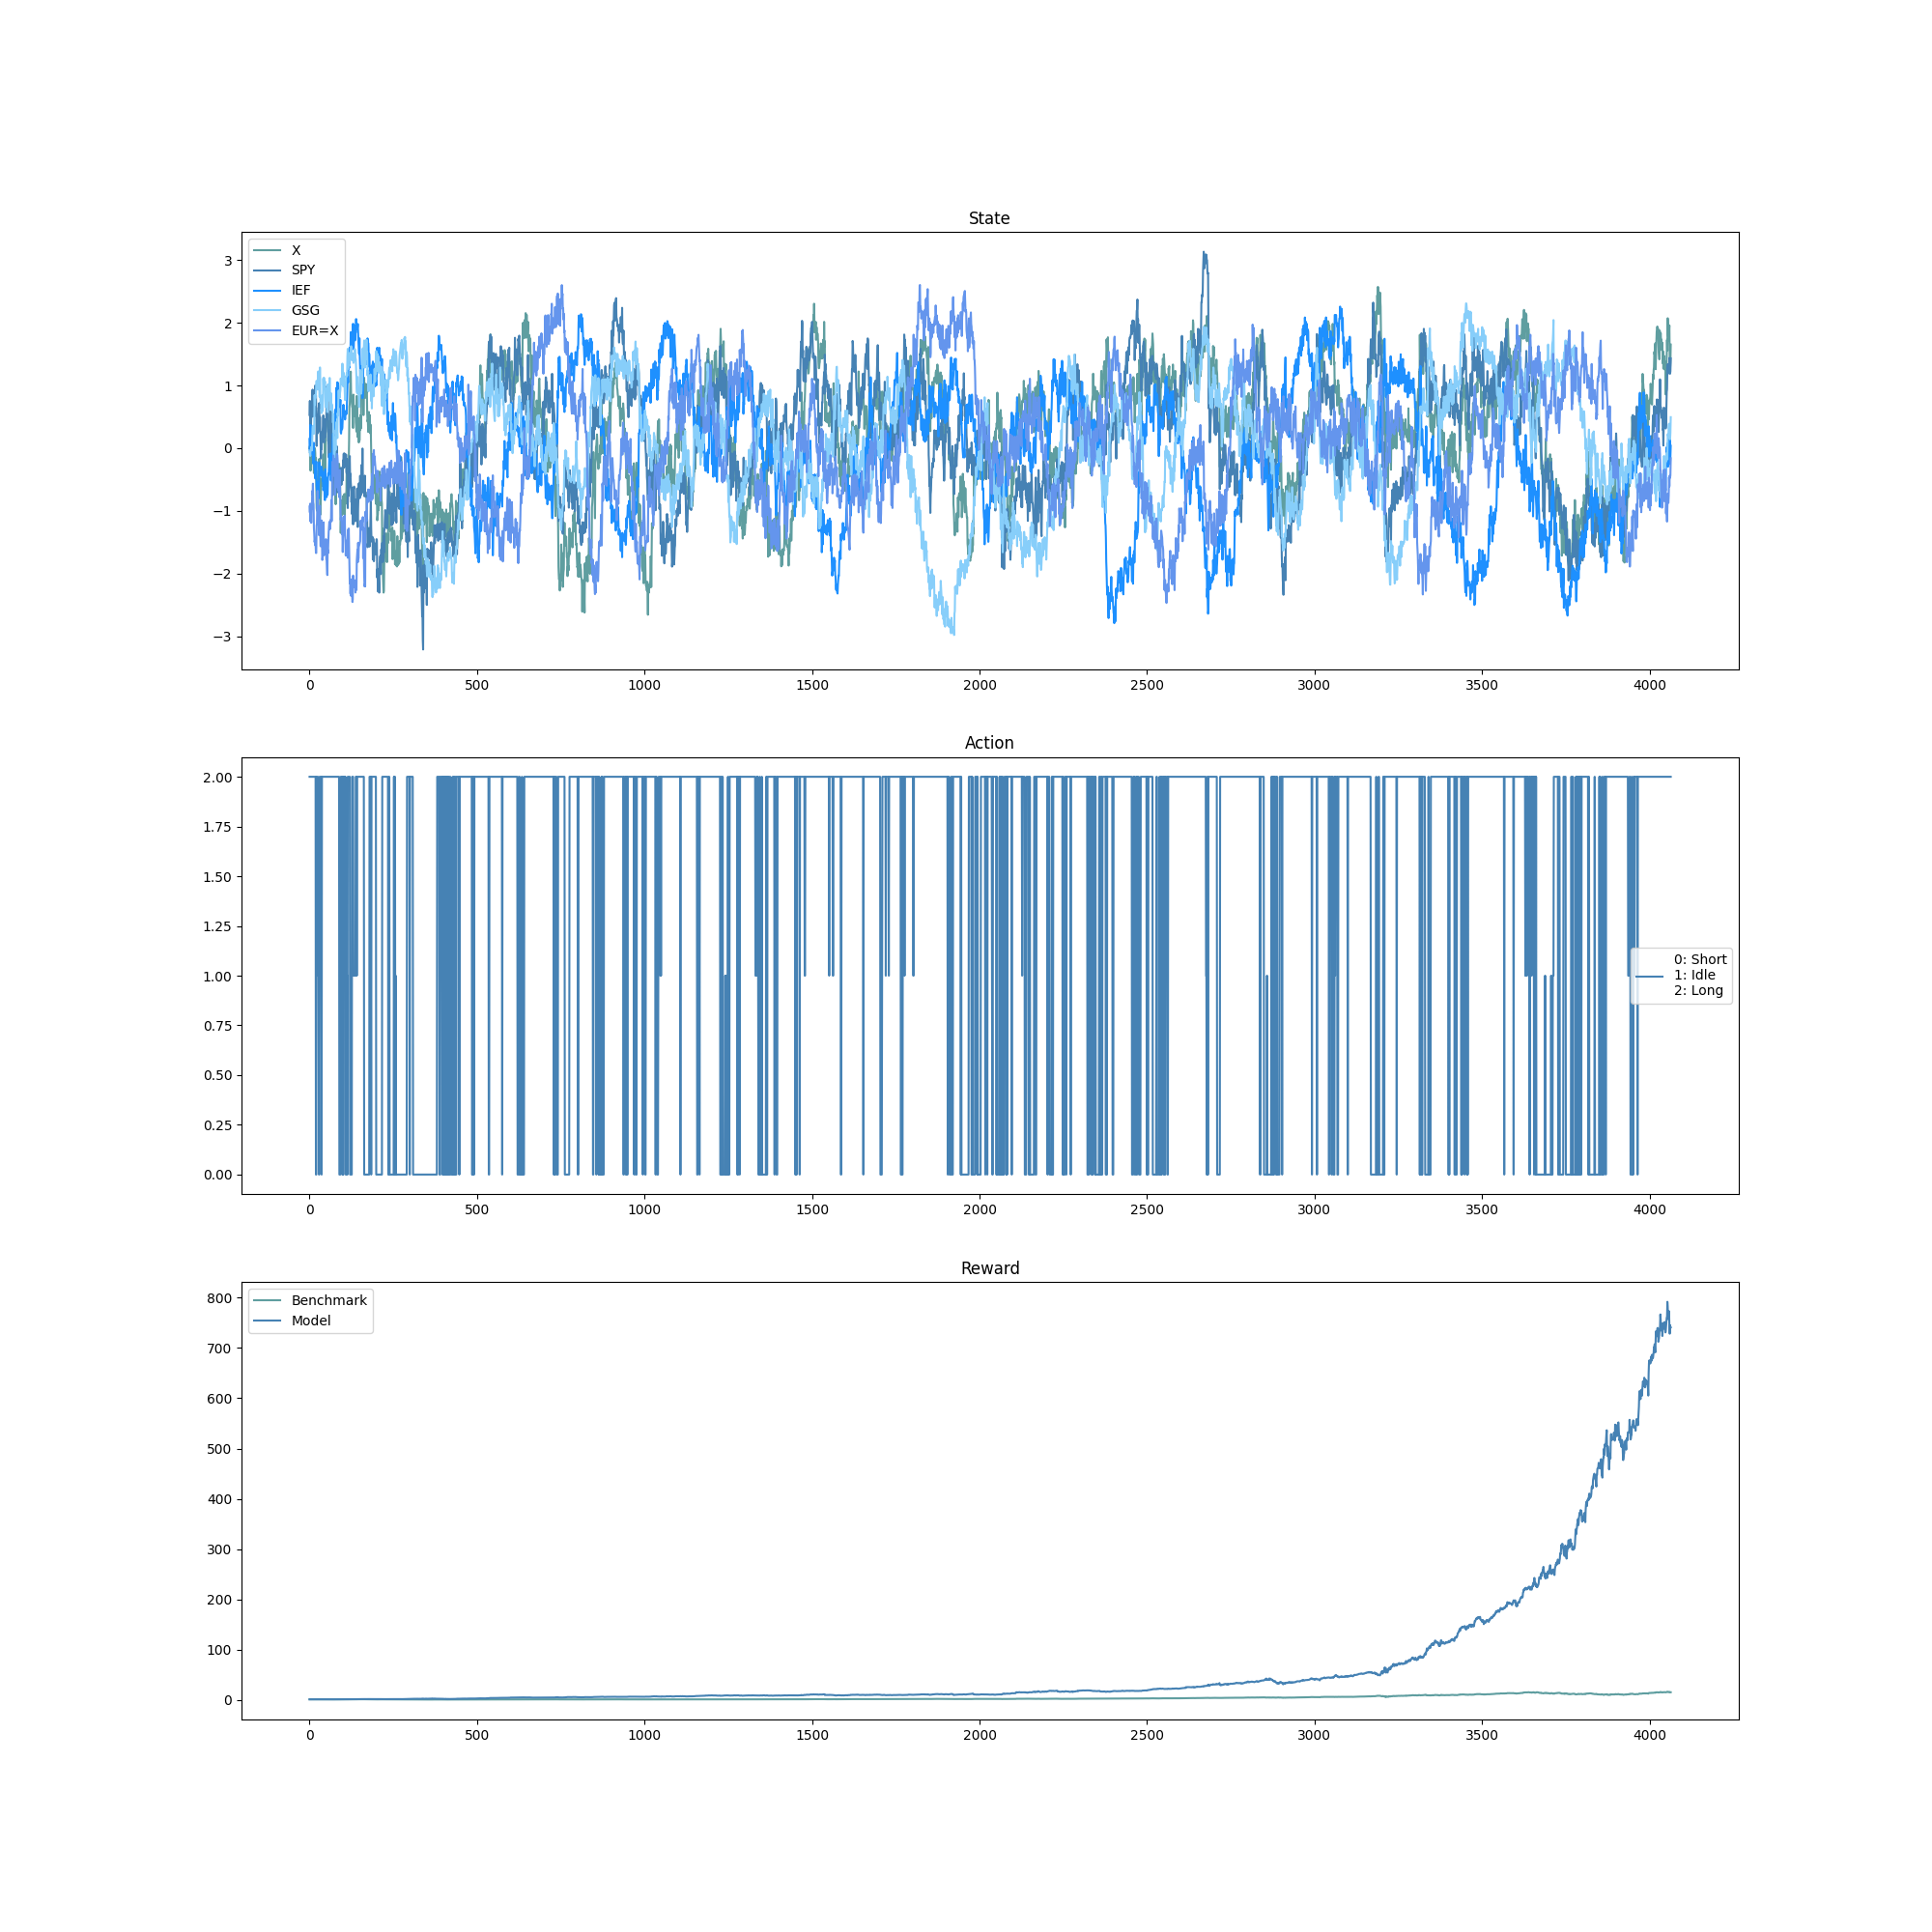 State
X
SPY
IEF
GSG
EUR=X
3
2
1
0
−1
−2
−3
0 500 1000 1500 2000 2500 3000 3500 4000
Action
2.00
1.75
1.50
1.25
1.00
0.75
0.50
0.25
0.00
0: Short
1: Idle
2: Long
0 500 1000 1500 2000 2500 3000 3500 4000
Reward
Benchmark
Model
800
700
600
500
400
300
200
100
0
0 500 1000 1500 2000 2500 3000 3500 4000